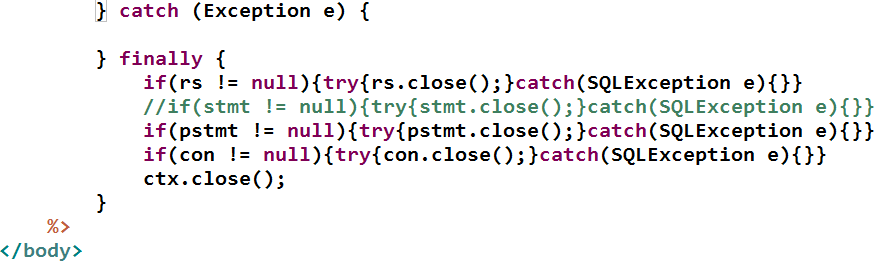 } catch (Exception e) {
} finally {
if(rs != null){try{rs.close();}catch(SQLException e){}}
//if(stmt != null){try{stmt.close();}catch(SQLException e){}}
if(pstmt != null){try{pstmt.close();}catch(SQLException e){}}
if(con != null){try{con.close();}catch(SQLException e){}}
ctx.close();
}
%>
</body>